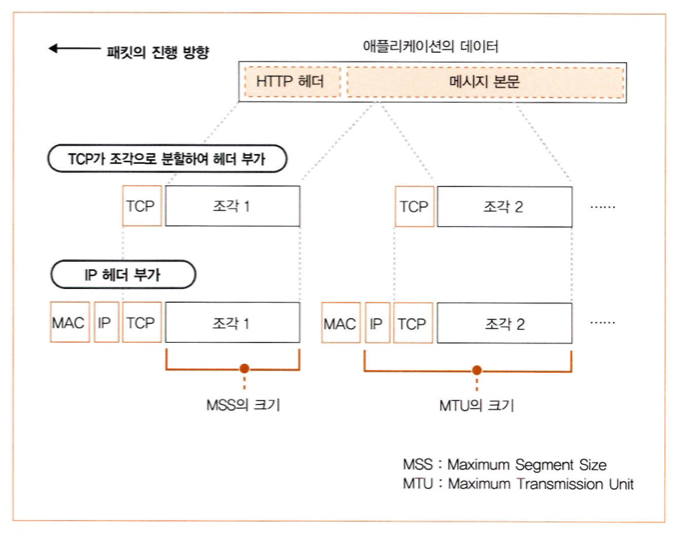 패킷의 진행 방향
애플리케이션의 데이터
HTTP 헤더
메시지 본문
TCP가 조각으로 분할하여 헤더 부가
TCP
조각 1
TCP
조각 2
......
IP 헤더 부가
MAC
IP
TCP
조각 1
MAC
IP
TCP
조각 2
......
MSS의 크기
MTU의 크기
MSS : Maximum Segment Size
MTU : Maximum Transmission Unit